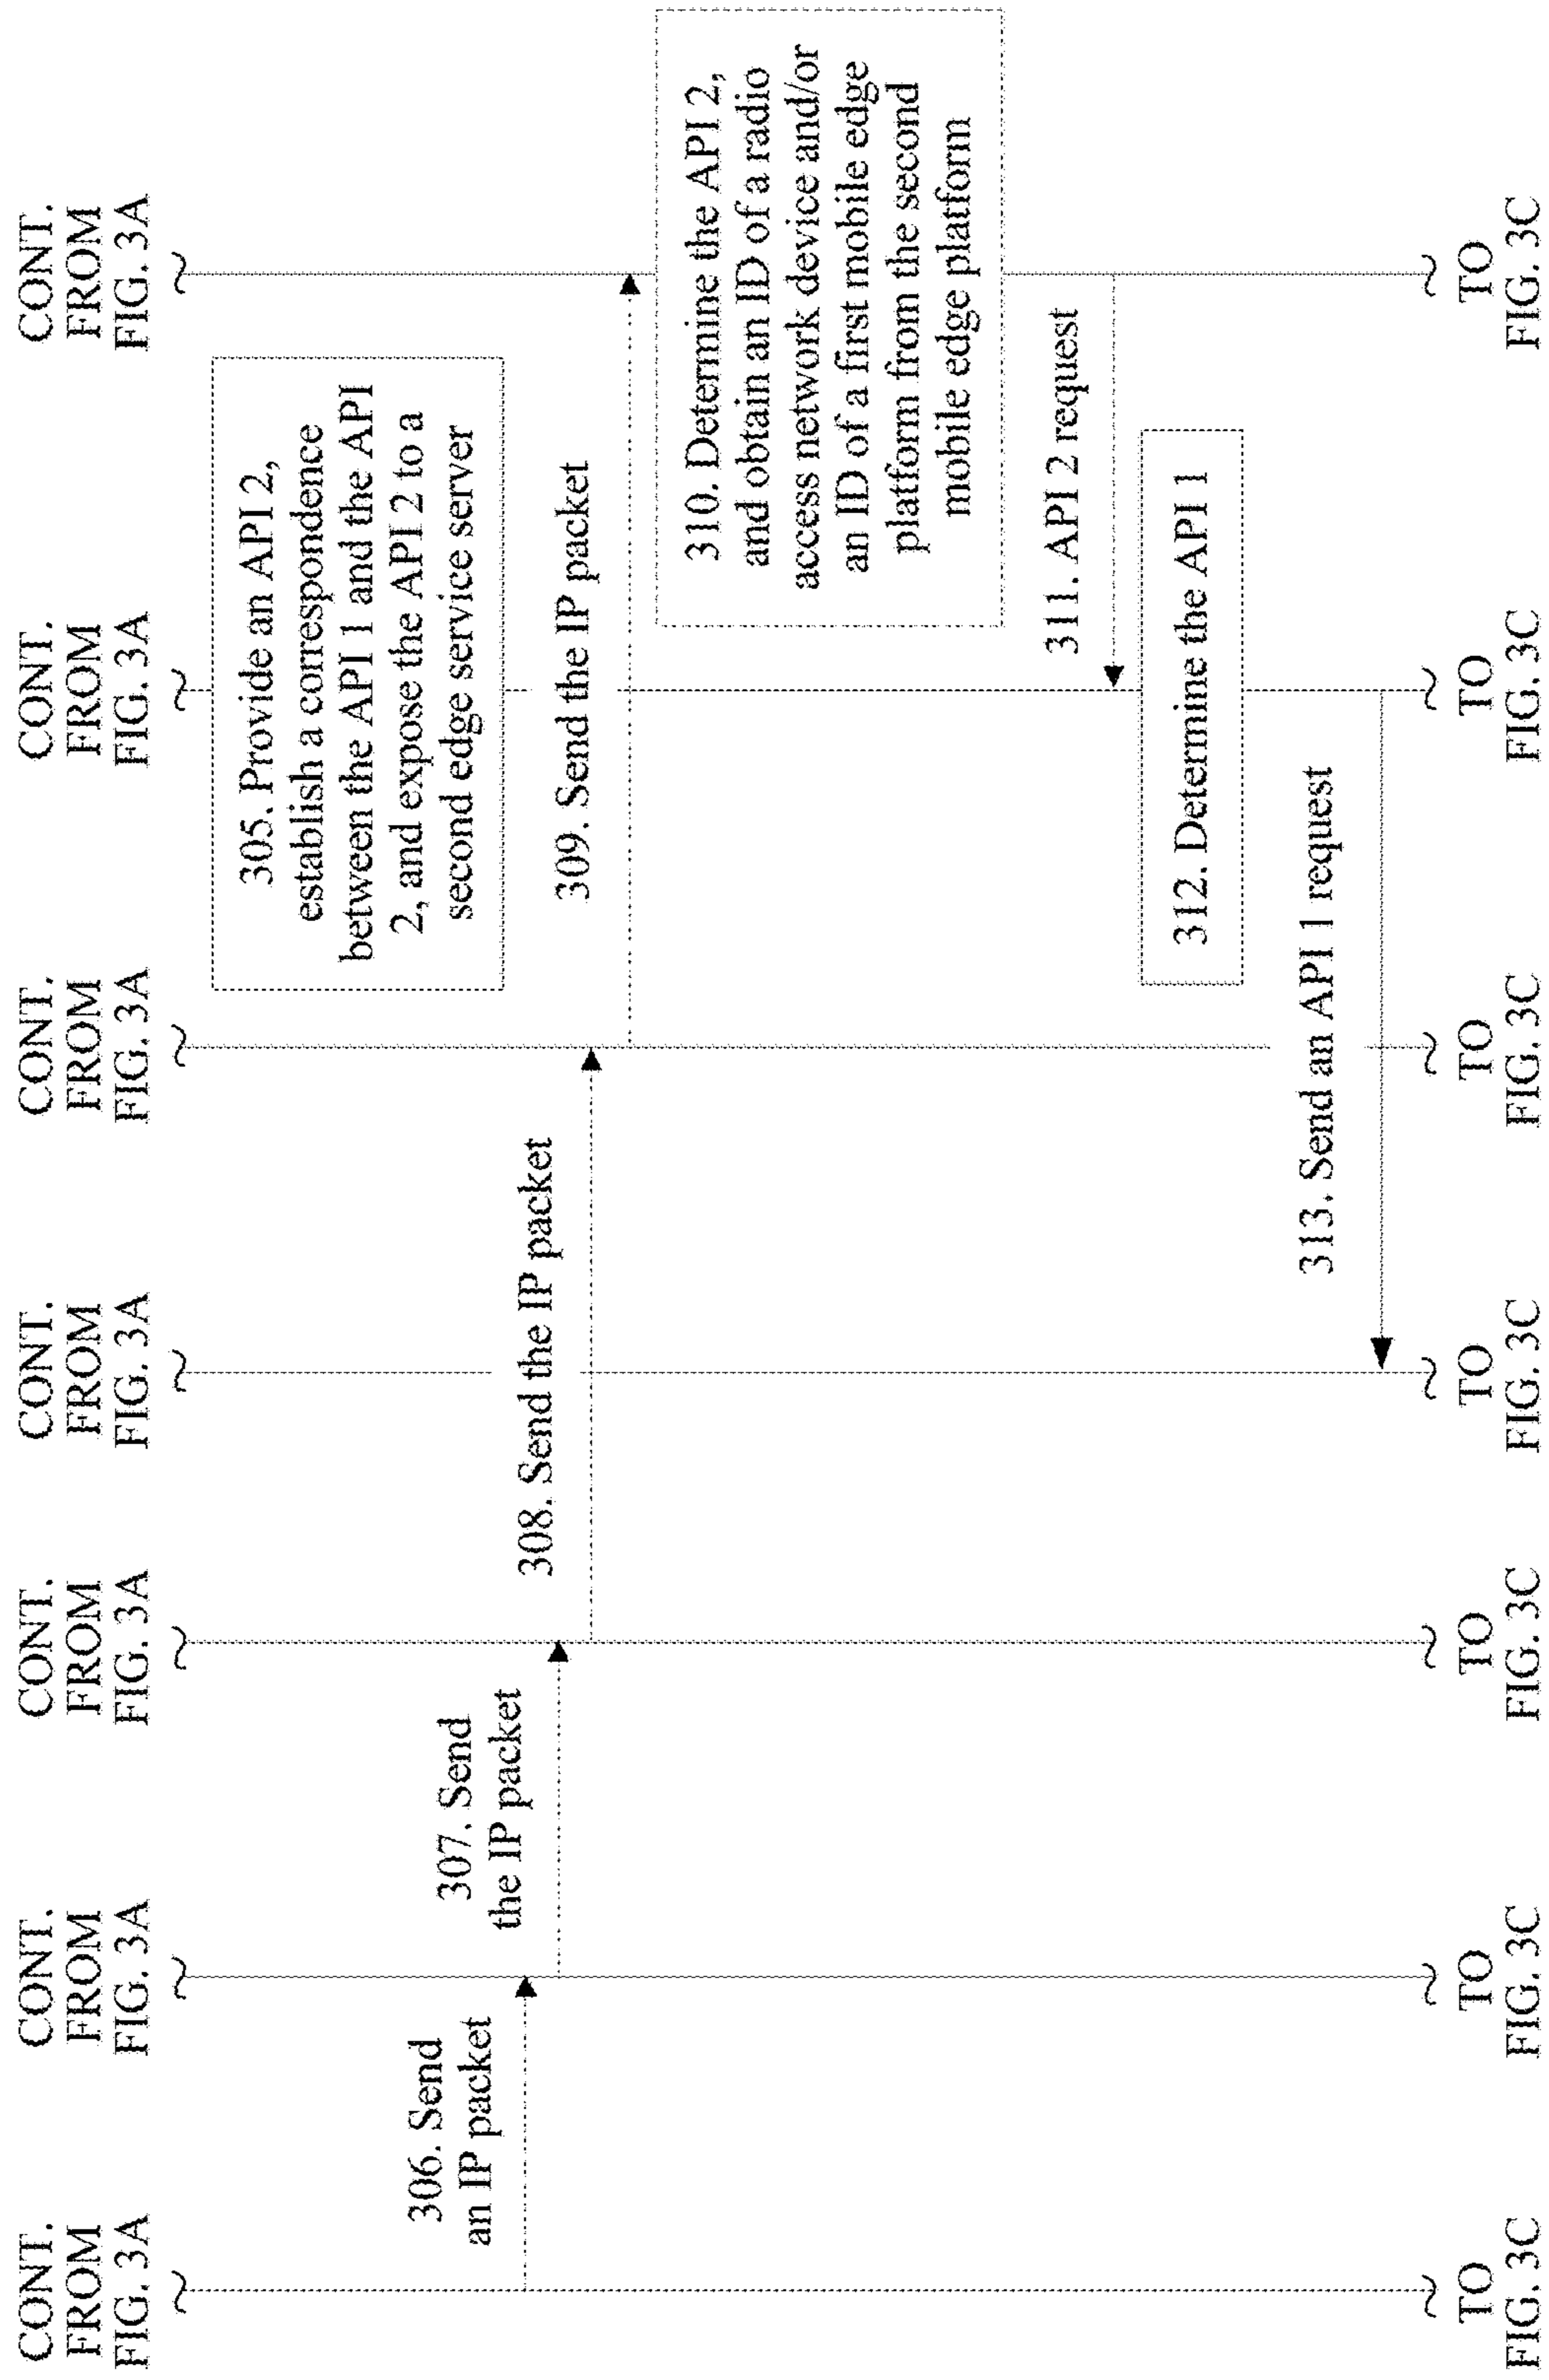 CONT.
FROM
FIG. 3A
CONT.
FROM
FIG. 3A
CONT.
FROM
FIG. 3A
CONT.
FROM
FIG. 3A
CONT.
FROM
FIG. 3A
CONT.
FROM
FIG. 3A
CONT.
FROM
FIG. 3A
305. Provide an API 2,
establish a correspondence
between the API 1 and the API
2, and expose the API 2 to a
second edge service server
306. Send
an IP packet
307. Send
the IP packet
308. Send the IP packet
309. Send the IP packet
310. Determine the API 2,
and obtain an ID of a radio
access network device and/or
an ID of a first mobile edge
platform from the second
mobile edge platform
311. API 2 request
312. Determine the API 1
313. Send an API 1 request
TO
FIG. 3C
TO
FIG. 3C
TO
FIG. 3C
TO
FIG. 3C
TO
FIG. 3C
TO
FIG. 3C
TO
FIG. 3C